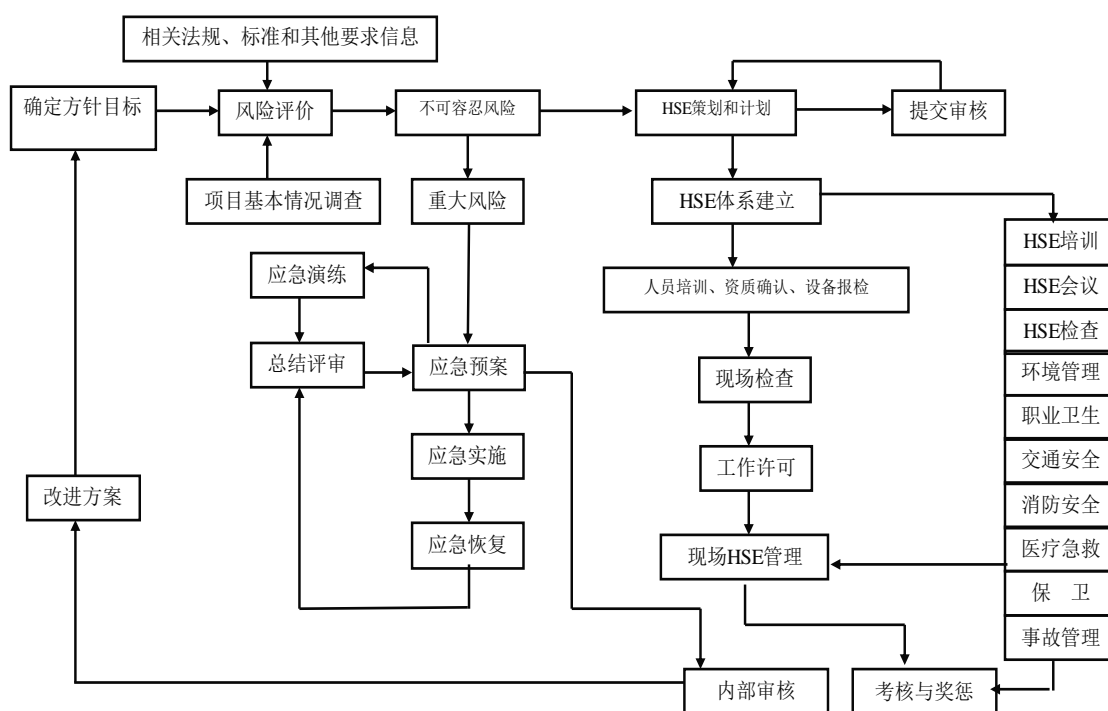 相关法规、标准和其他要求信息
确定方针目标
风险评价
不可容忍风险
HSE策划和计划
提交审核
项目基本情况调查
重大风险
HSE体系建立
HSE培训
应急演练
人员培训、资质确认、设备报检
HSE会议
HSE检查
总结评审
应急预案
现场检查
环境管理
职业卫生
应急实施
工作许可
交通安全
改进方案
消防安全
应急恢复
现场HSE管理
医疗急救
保 卫
事故管理
内部审核
考核与奖惩